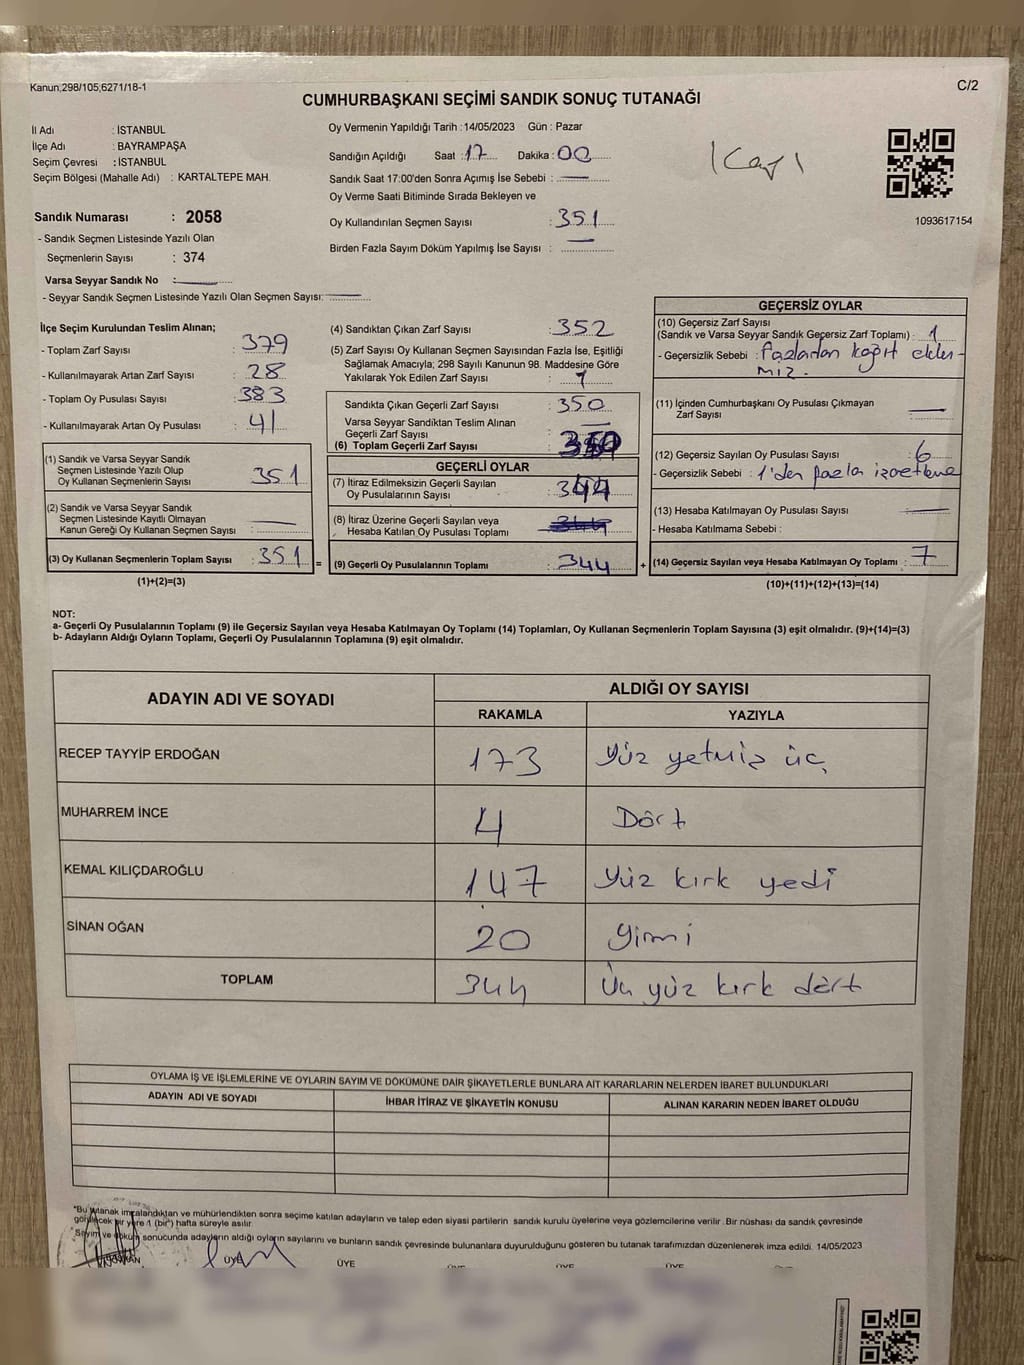 Kanun;298/105,6271/18-1
C/2
CUMHURBAŞKANI SEÇİMİ SANDIK SONUÇ TUTANAĞI
İl Adı : İSTANBUL
İlçe Adı : BAYRAMPAŞA
Seçim Çevresi : İSTANBUL
Seçim Bölgesi (Mahalle Adı) : KARTALTEPE MAH.
Sandık Numarası : 2058
- Sandık Seçmen Listesinde Yazılı Olan
Seçmenlerin Sayısı : 374
Varsa Seyyar Sandık No :
- Seyyar Sandık Seçmen Listesinde Yazılı Olan Seçmen Sayısı:
Oy Vermenin Yapıldığı Tarih : 14/05/2023 Gün : Pazar
Sandığın Açıldığı Saat : 17 Dakika : 00
Sandık Saat 17:00'den Sonra Açımış İse Sebebi :
Oy Verme Saati Bitiminde Sırada Bekleyen ve
Oy Kullandırılan Seçmen Sayısı : 351
Birden Fazla Sayım Döküm Yapılmış İse Sayısı :
1093617154
İlçe Seçim Kurulundan Teslim Alınan;
- Toplam Zarf Sayısı : 379
- Kullanılmayarak Artan Zarf Sayısı : 28
- Toplam Oy Pusulası Sayısı : 383
- Kullanılmayarak Artan Oy Pusulası : 41
(1) Sandık ve Varsa Seyyar Sandık
Seçmen Listesinde Yazılı Olup
Oy Kullanan Seçmenlerin Sayısı : 351
(2) Sandık ve Varsa Seyyar Sandık
Seçmen Listesinde Kayıtlı Olmayan
Kanun Gereği Oy Kullanan Seçmen Sayısı :
(3) Oy Kullanan Seçmenlerin Toplam Sayısı : 351 =
(1)+(2)=(3)
(4) Sandıktan Çıkan Zarf Sayısı : 352
(5) Zarf Sayısı Oy Kullanan Seçmen Sayısından Fazla İse, Eşitliği
Sağlamak Amacıyla; 298 Sayılı Kanunun 98. Maddesine Göre
Yakılarak Yok Edilen Zarf Sayısı : 1
Sandıkta Çıkan Geçerli Zarf Sayısı : 350
Varsa Seyyar Sandıktan Teslim Alınan
Geçerli Zarf Sayısı :
(6) Toplam Geçerli Zarf Sayısı : 350
GEÇERLİ OYLAR
(7) İtiraz Edilmeksizin Geçerli Sayılan
Oy Pusulalarının Sayısı : 344
(8) İtiraz Üzerine Geçerli Sayılan veya
Hesaba Katılan Oy Pusulası Toplamı : 344
(9) Geçerli Oy Pusulalarının Toplamı : 344 +
GEÇERSİZ OYLAR
(10) Geçersiz Zarf Sayısı
(Sandık ve Varsa Seyyar Sandık Geçersiz Zarf Toplamı) : 1
- Geçersizlik Sebebi : fazladan kağıt eklen-
miz.
(11) İçinden Cumhurbaşkanı Oy Pusulası Çıkmayan
Zarf Sayısı
(12) Geçersiz Sayılan Oy Pusulası Sayısı : 6
- Geçersizlik Sebebi : 1'den fazla izaretleme
(13) Hesaba Katılmayan Oy Pusulası Sayısı :
- Hesaba Katılmama Sebebi :
(14) Geçersiz Sayılan veya Hesaba Katılmayan Oy Toplamı : 7
(10)+(11)+(12)+(13)=(14)
NOT:
a- Geçerli Oy Pusulalarının Toplamı (9) ile Geçersiz Sayılan veya Hesaba Katılmayan Oy Toplamı (14) Toplamları, Oy Kullanan Seçmenlerin Toplam Sayısına (3) eşit olmalıdır. (9)+(14)=(3)
b- Adayların Aldığı Oyların Toplamı, Geçerli Oy Pusulalarının Toplamına (9) eşit olmalıdır.
ADAYIN ADI VE SOYADI ALDIĞI OY SAYISI
RAKAMLA YAZIYLA
RECEP TAYYİP ERDOĞAN 173 Yüz yetmiz üç
MUHARREM İNCE 4 Dört
KEMAL KILIÇDAROĞLU 147 Yüz kırk yedi
SİNAN OĞAN 20 yirmi
TOPLAM 344 Üç yüz kırk dört
OYLAMA İŞ VE İŞLEMLERİNE VE OYLARIN SAYIM VE DÖKÜMÜNE DAİR ŞİKAYETLERLE BUNLARA AİT KARARLARIN NELERDEN İBARET BULUNDUKLARI
ADAYIN ADI VE SOYADI İHBAR İTİRAZ VE ŞİKAYETİN KONUSU ALINAN KARARIN NEDEN İBARET OLDUĞU
"Bu tutanak imzalandıktan ve mühürlendikten sonra seçime katılan adayların ve talep eden siyasi partilerin sandık kurulu üyelerine veya gözlemcilerine verilir. Bir nüshası da sandık çevresinde
görülecek bir yere 1 (bir) hafta süreyle asılır.
"Sayım ve döküm sonucunda adayların aldığı oyların sayılarını ve bunların sandık çevresinde bulunanlara duyurulduğunu gösteren bu tutanak tarafımızdan düzenlenerek imza edildi. 14/05/2023
ÜYE ÜYE ÜYE ÜYE ÜYE